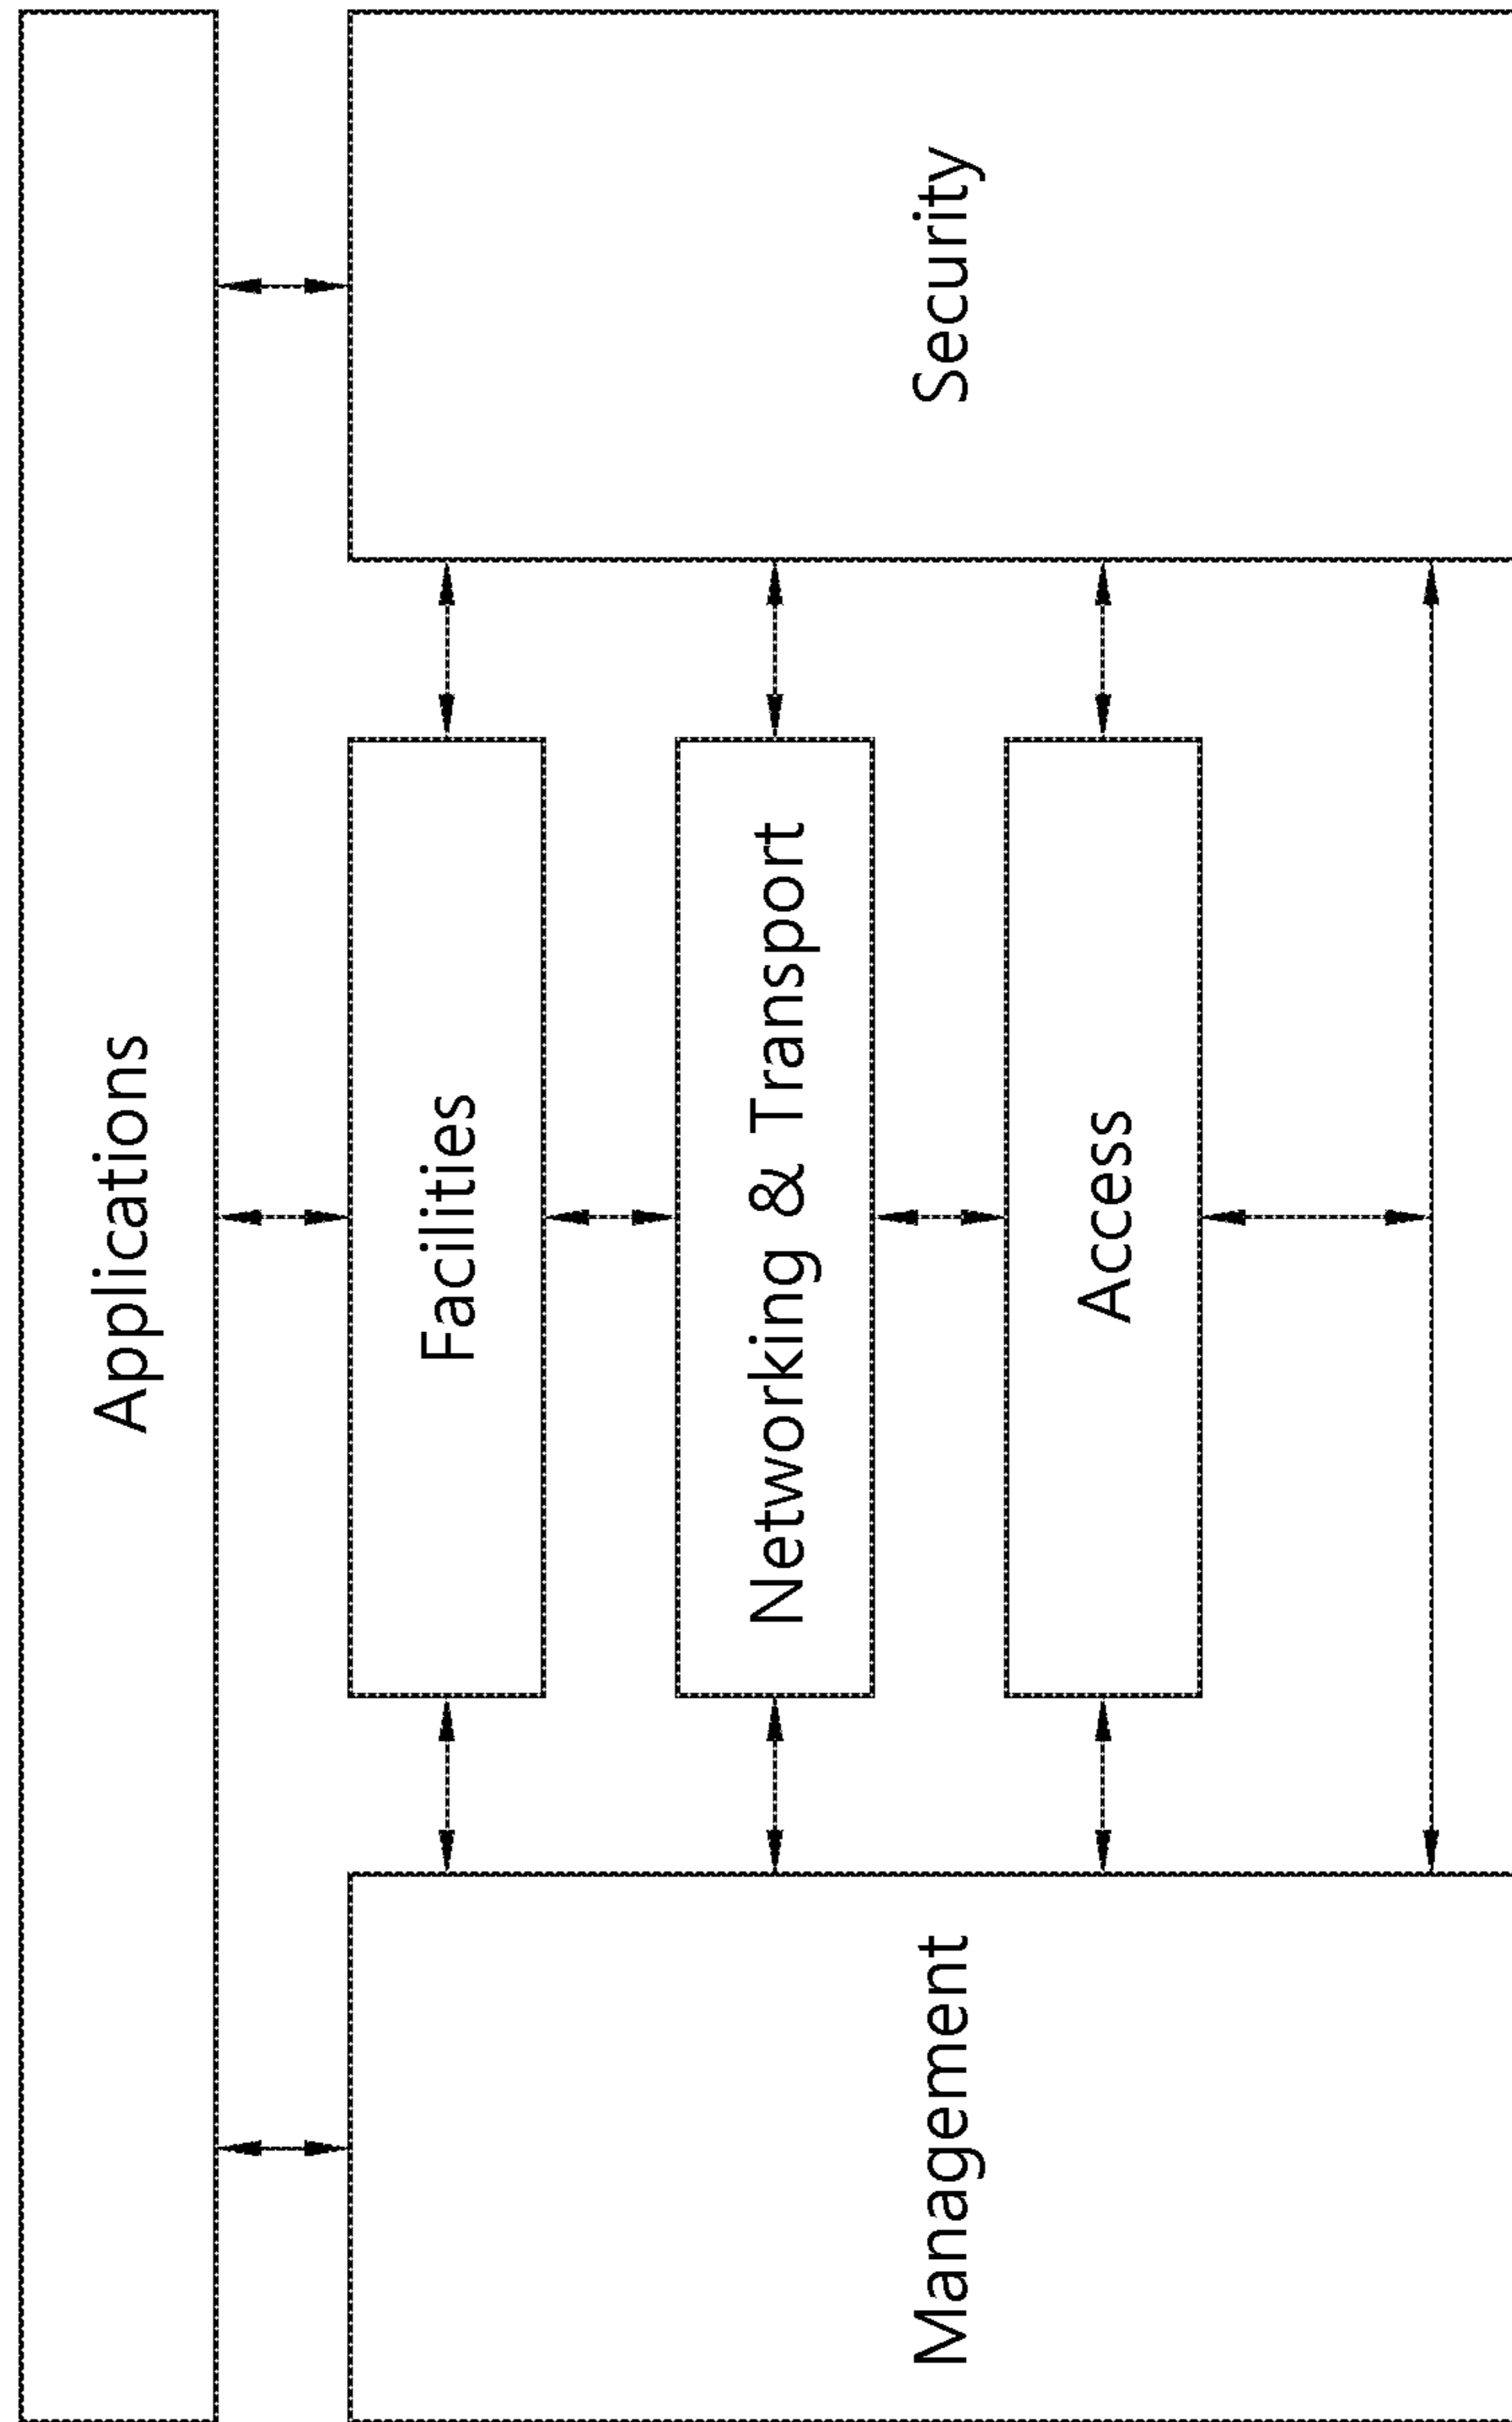 Applications
Facilities
Networking & Transport
Access
Management
Security